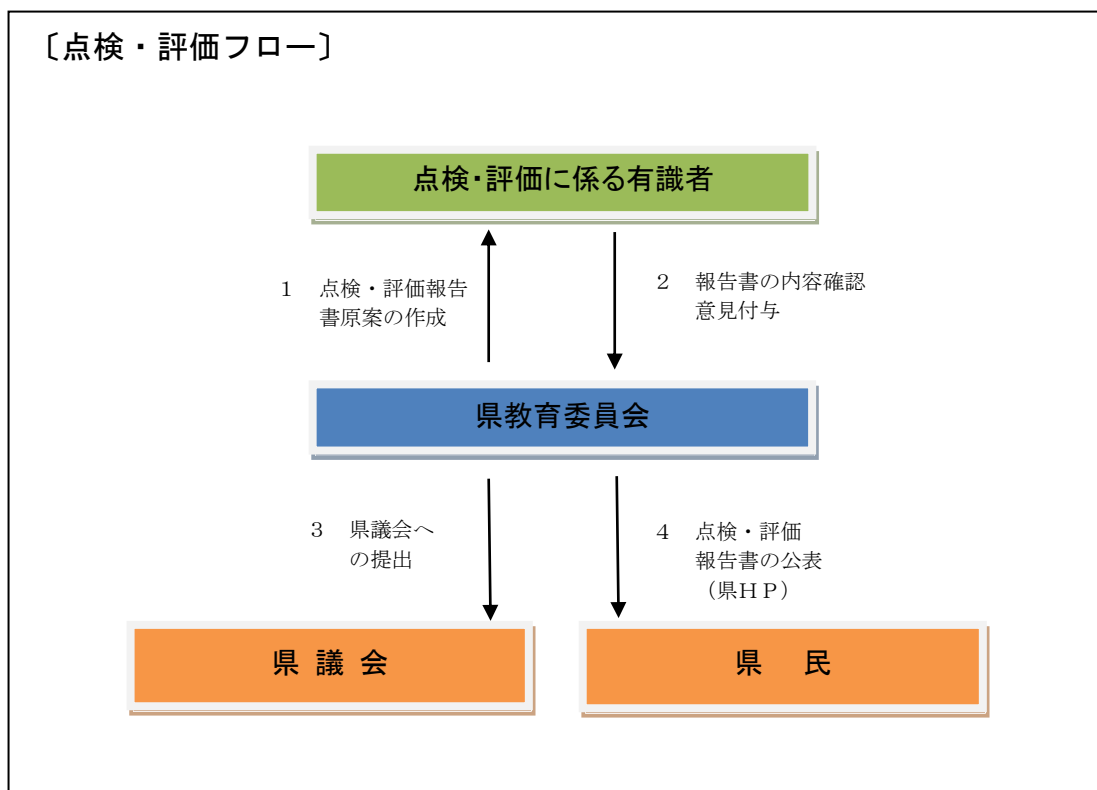 〔点検・評価フロー〕
点検・評価に係る有識者
１　点検・評価報告
書原案の作成
２　報告書の内容確認
意見付与
県教育委員会
３　県議会へ
の提出
４　点検・評価
報告書の公表
（県ＨＰ）
県 議 会
県　民